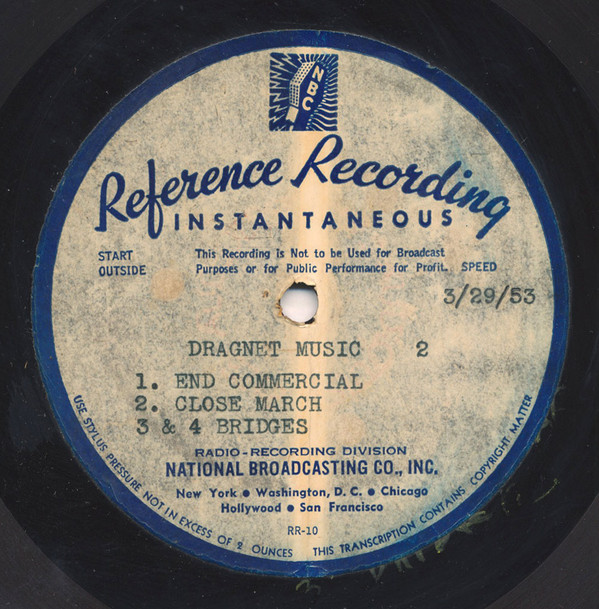 NBC
Reference Recording
INSTANTANEOUS
START
OUTSIDE
This Recording is Not to be Used for Broadcast
Purposes or for Public Performance for Profit.
SPEED
3/29/53
DRAGNET MUSIC 2
1. END COMMERCIAL
2. CLOSE MARCH
3 & 4 BRIDGES
RADIO-RECORDING DIVISION
NATIONAL BROADCASTING CO., INC.
New York • Washington, D. C. • Chicago
Hollywood • San Francisco
RR-10
USE STYLUS PRESSURE NOT IN EXCESS OF 2 OUNCES
THIS TRANSCRIPTION CONTAINS COPYRIGHT MATTER